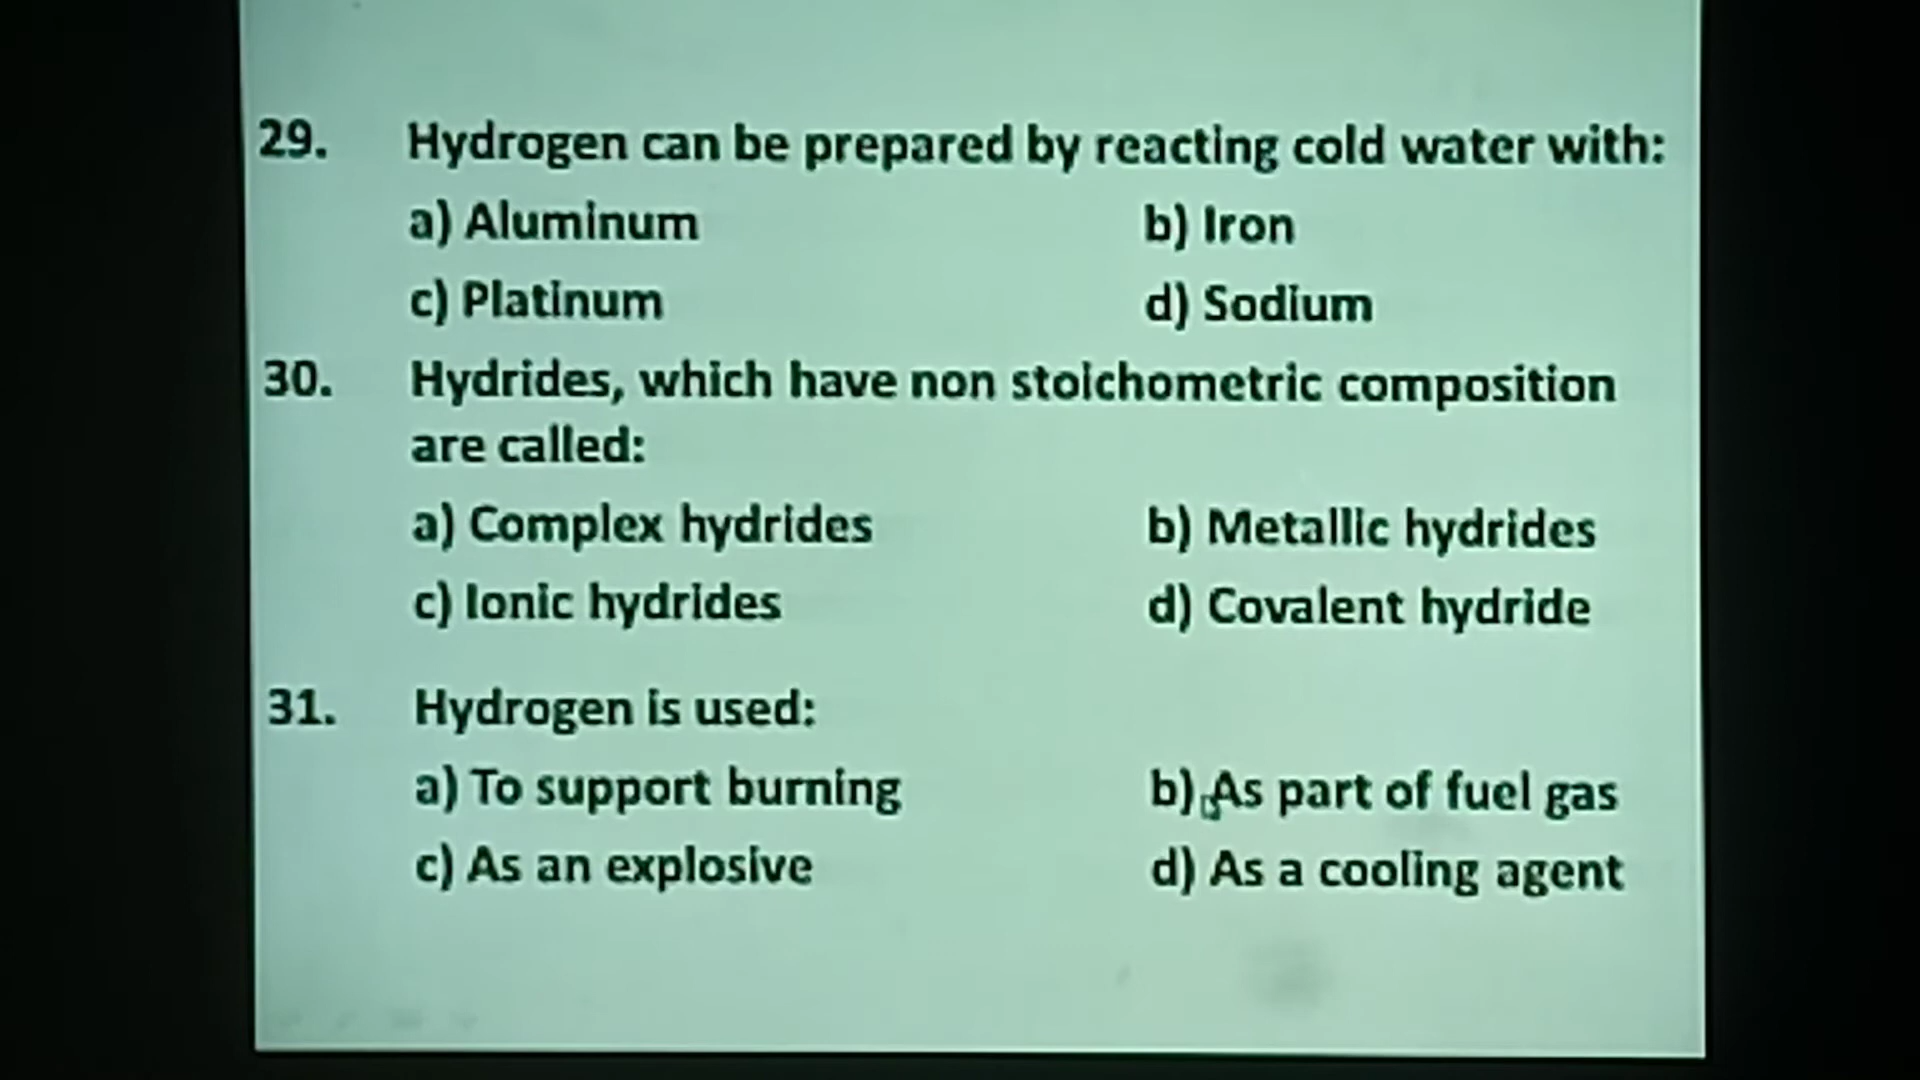 29. Hydrogen can be prepared by reacting cold water with:
a) Aluminum b) Iron
c) Platinum d) Sodium
30. Hydrides, which have non stoichometric composition
are called:
a) Complex hydrides b) Metallic hydrides
c) Ionic hydrides d) Covalent hydride
31. Hydrogen is used:
a) To support burning b) As part of fuel gas
c) As an explosive d) As a cooling agent